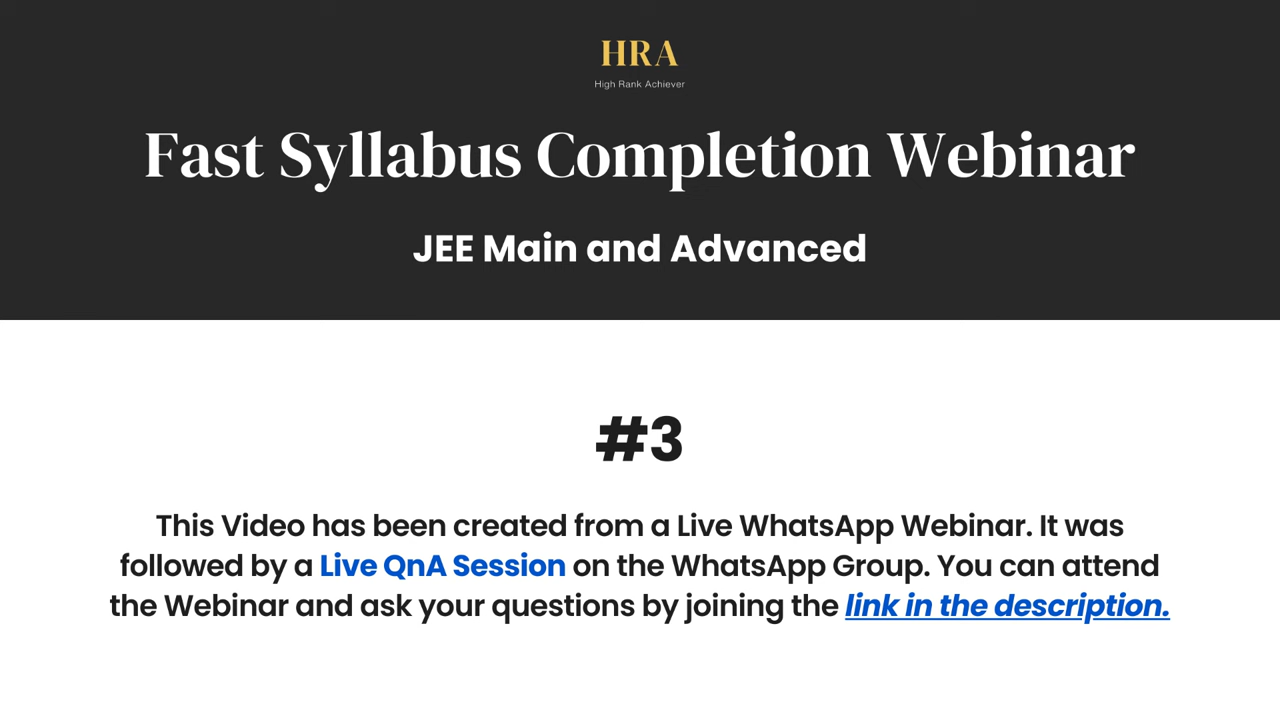 HRA
High Rank Achiever
Fast Syllabus Completion Webinar
JEE Main and Advanced
#3
This Video has been created from a Live WhatsApp Webinar. It was
followed by a Live QnA Session on the WhatsApp Group. You can attend
the Webinar and ask your questions by joining the link in the description.